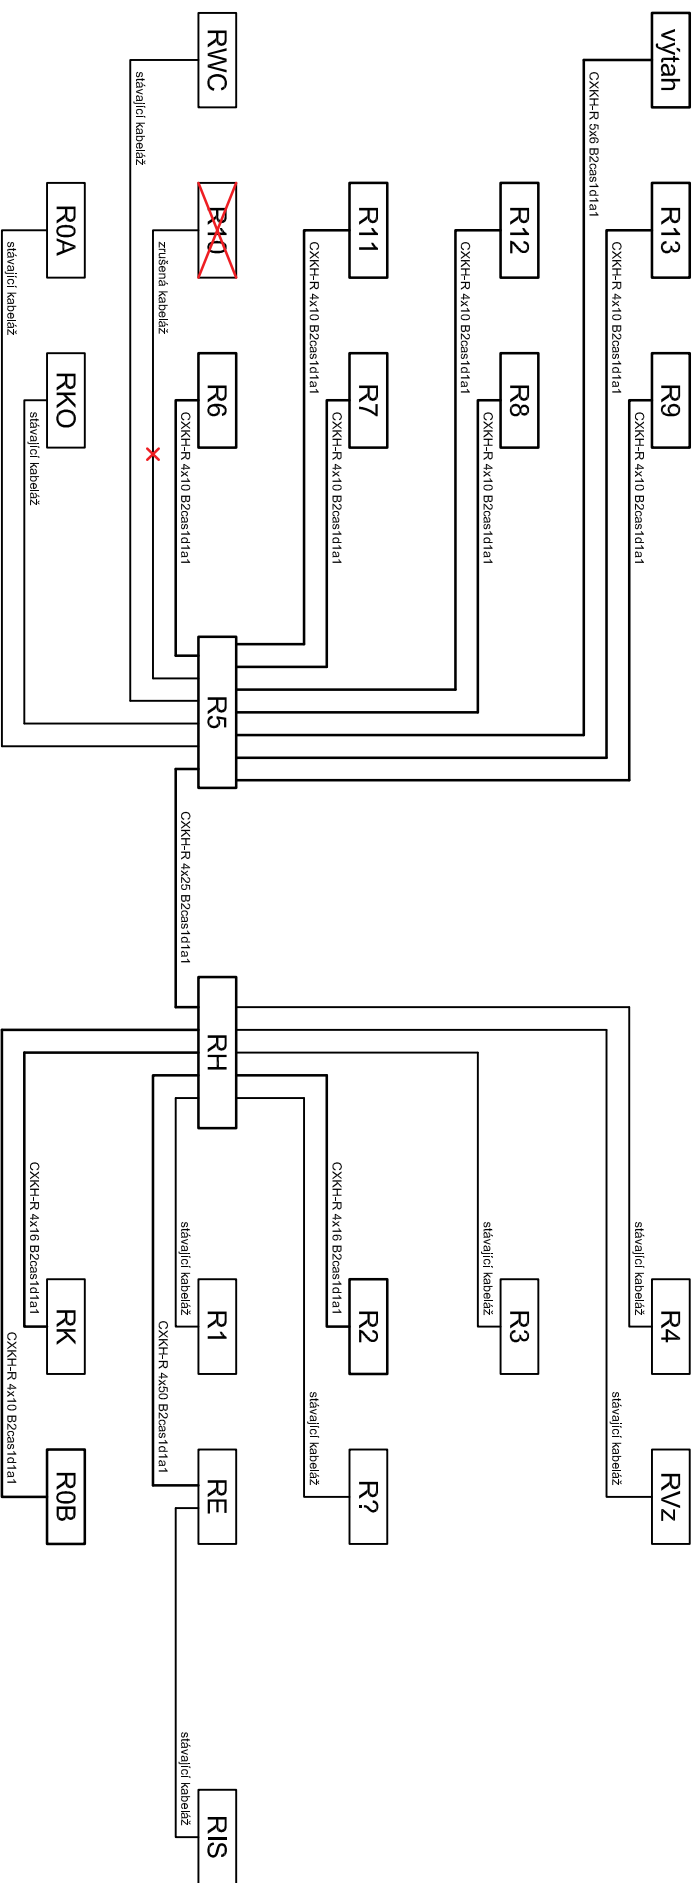 výtah
CXKH-R 5x6 B2cas1d1a1
R13
CXKH-R 4x10 B2cas1d1a1
R9
CXKH-R 4x10 B2cas1d1a1
R12
CXKH-R 4x10 B2cas1d1a1
R8
CXKH-R 4x10 B2cas1d1a1
R11
CXKH-R 4x10 B2cas1d1a1
R7
CXKH-R 4x10 B2cas1d1a1
RWC
stávající kabeláž
R10
zrušená kabeláž
R6
CXKH-R 4x10 B2cas1d1a1
R0A
stávající kabeláž
RKO
stávající kabeláž
R5
CXKH-R 4x25 B2cas1d1a1
RH
stávající kabeláž
R4
stávající kabeláž
RVz
stávající kabeláž
R3
CXKH-R 4x16 B2cas1d1a1
R2
stávající kabeláž
R?
stávající kabeláž
R1
CXKH-R 4x50 B2cas1d1a1
RE
stávající kabeláž
RIS
CXKH-R 4x16 B2cas1d1a1
RK
CXKH-R 4x10 B2cas1d1a1
R0B